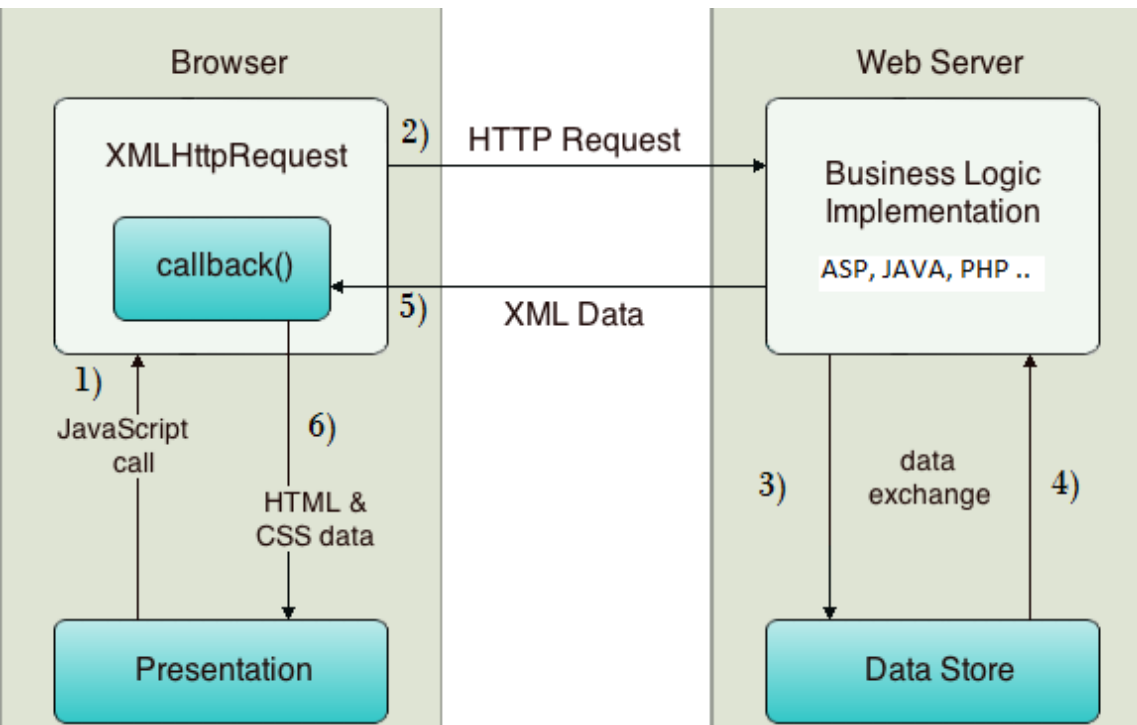 Browser
Web Server
XMLHttpRequest
2)
HTTP Request
Business Logic
Implementation
callback()
ASP, JAVA, PHP ..
5)
XML Data
1)
JavaScript
call
6)
HTML &
CSS data
3)
data
exchange
4)
Presentation
Data Store